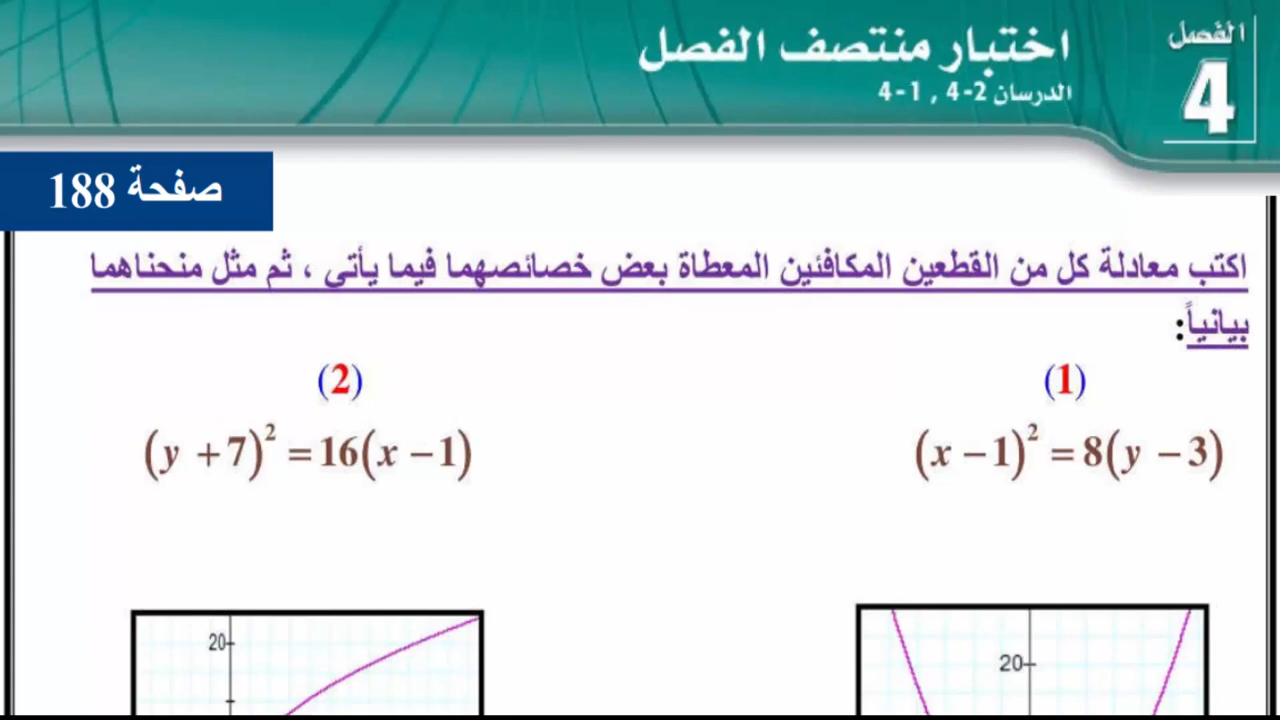 الفصل
4
اختبار منتصف الفصل
الدرسان 2-4 , 1-4
صفحة 188
اكتب معادلة كل من القطعين المكافئين المعطاة بعض خصائصهما فيما يأتى ، ثم مثل منحناهما
بيانياً:
(1)
(x − 1)² = 8(y − 3)
(2)
(y + 7)² = 16(x − 1)
20
20